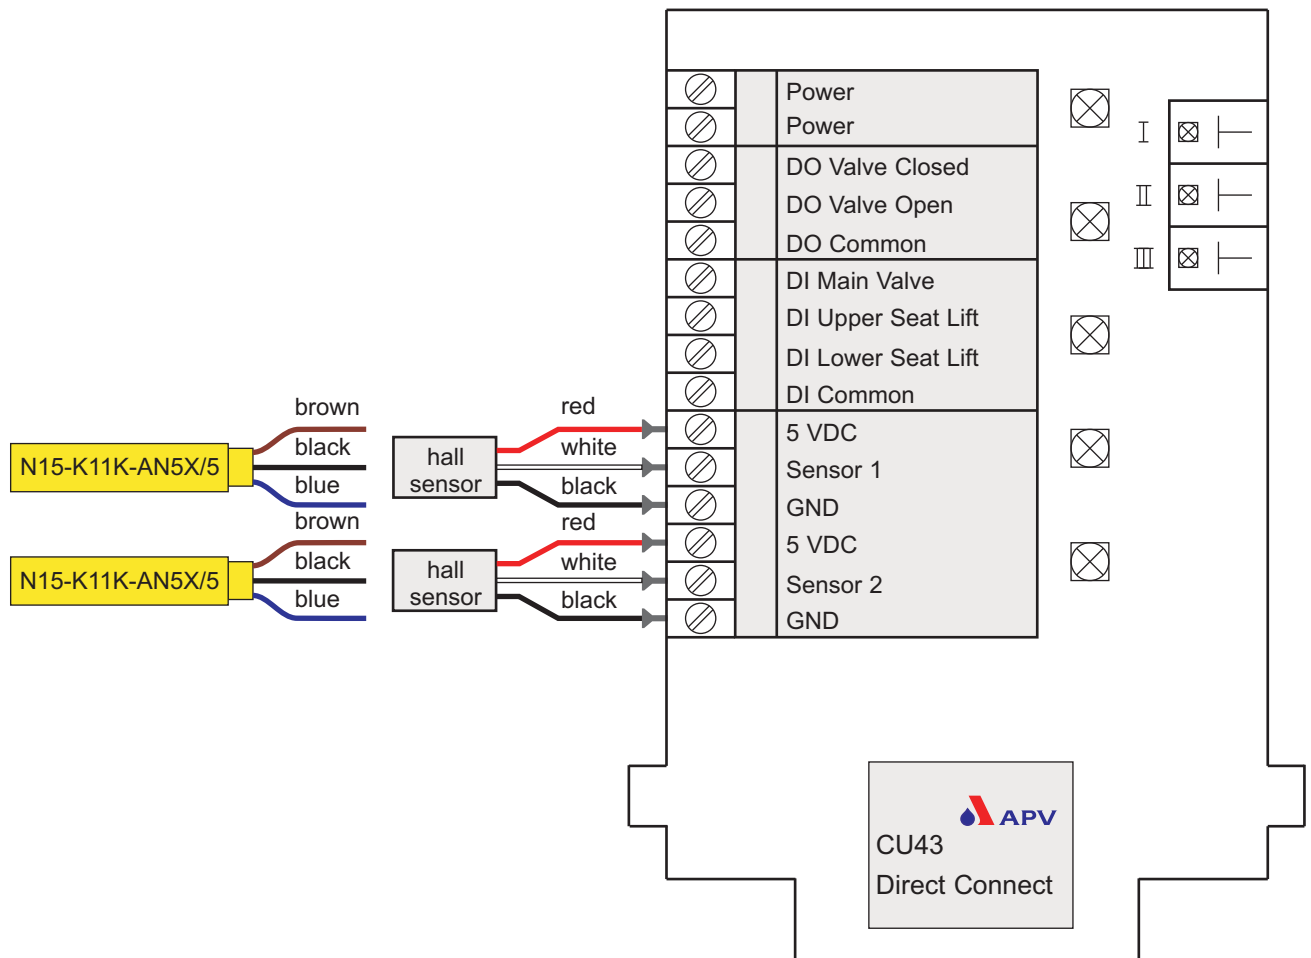 Power
Power
I
DO Valve Closed
DO Valve Open
II
DO Common
III
DI Main Valve
DI Upper Seat Lift
DI Lower Seat Lift
DI Common
brown
red
5 VDC
black
white
N15-K11K-AN5X/5
hall
sensor
Sensor 1
blue
black
GND
brown
red
5 VDC
black
white
N15-K11K-AN5X/5
hall
sensor
Sensor 2
blue
black
GND
APV
CU43
Direct Connect